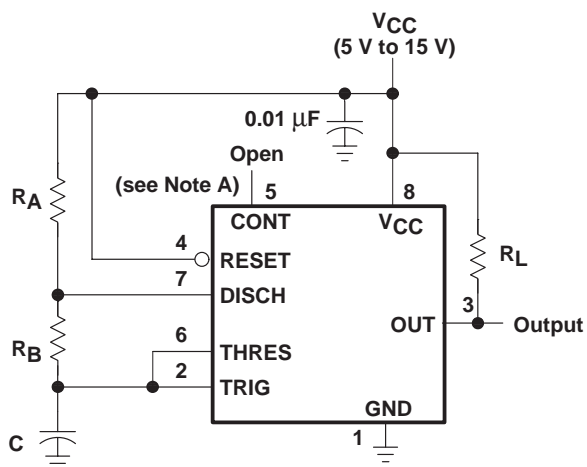 VCC
(5 V to 15 V)
0.01 μF
Open
(see Note A)
5
8
RA
CONT
VCC
4
RESET
RL
7
DISCH
3
OUT
Output
RB
6
THRES
2
TRIG
GND
C
1